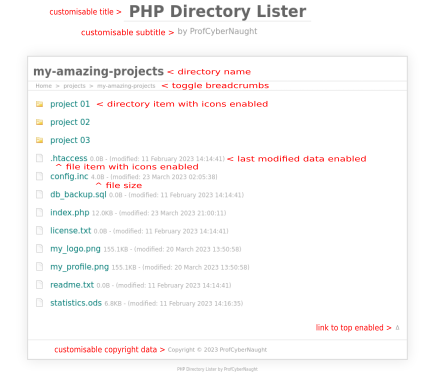 customisable title > PHP Directory Lister
customisable subtitle > by ProfCyberNaught
my-amazing-projects < directory name
Home > projects > my-amazing-projects < toggle breadcrumbs
project 01 < directory item with icons enabled
project 02
project 03
.htaccess 0.0B - (modified: 11 February 2023 14:14:41) < last modified data enabled
^ file item with icons enabled
config.inc 4.0B - (modified: 23 March 2023 02:05:38)
^ file size
db_backup.sql 0.0B - (modified: 11 February 2023 14:14:41)
index.php 12.0KB - (modified: 23 March 2023 21:00:11)
license.txt 0.0B - (modified: 11 February 2023 14:14:41)
my_logo.png 155.1KB - (modified: 20 March 2023 13:50:58)
my_profile.png 155.1KB - (modified: 20 March 2023 13:50:58)
readme.txt 0.0B - (modified: 11 February 2023 14:14:41)
statistics.ods 6.8KB - (modified: 11 February 2023 14:16:35)
link to top enabled >
customisable copyright data > Copyright © 2023 ProfCyberNaught
PHP Directory Lister by ProfCyberNaught